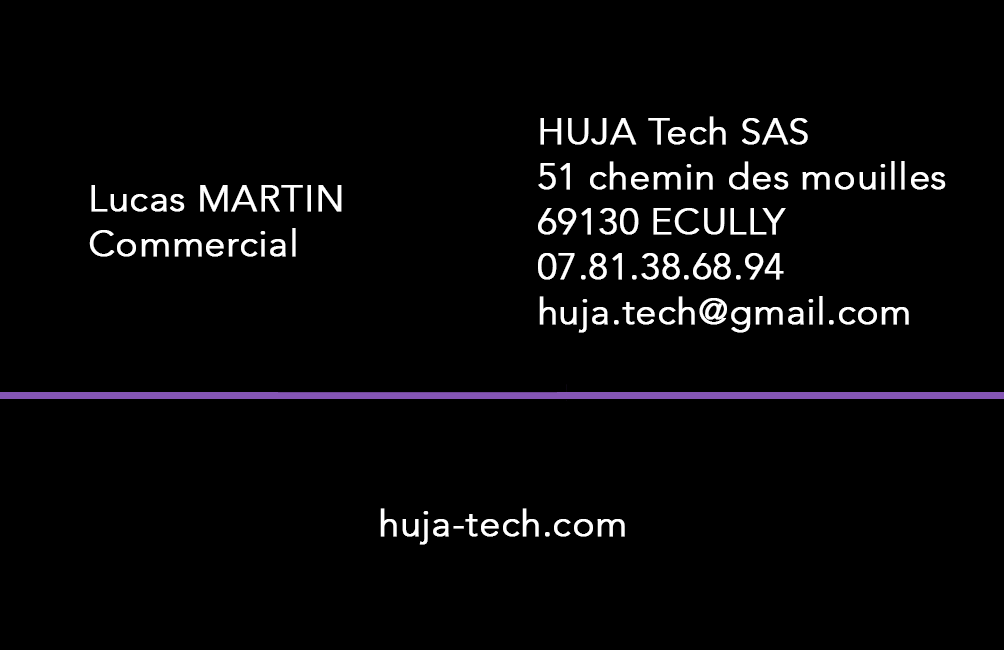 Lucas MARTIN
Commercial
HUJA Tech SAS
51 chemin des mouilles
69130 ECULLY
07.81.38.68.94
huja.tech@gmail.com
huja-tech.com